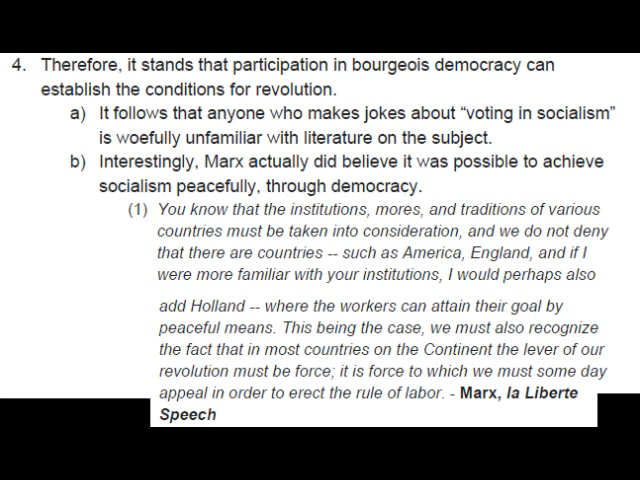 4. Therefore, it stands that participation in bourgeois democracy can
establish the conditions for revolution.
a) It follows that anyone who makes jokes about “voting in socialism”
is woefully unfamiliar with literature on the subject.
b) Interestingly, Marx actually did believe it was possible to achieve
socialism peacefully, through democracy.
(1) You know that the institutions, mores, and traditions of various
countries must be taken into consideration, and we do not deny
that there are countries -- such as America, England, and if I
were more familiar with your institutions, I would perhaps also
add Holland -- where the workers can attain their goal by
peaceful means. This being the case, we must also recognize
the fact that in most countries on the Continent the lever of our
revolution must be force; it is force to which we must some day
appeal in order to erect the rule of labor. - Marx, la Liberte
Speech